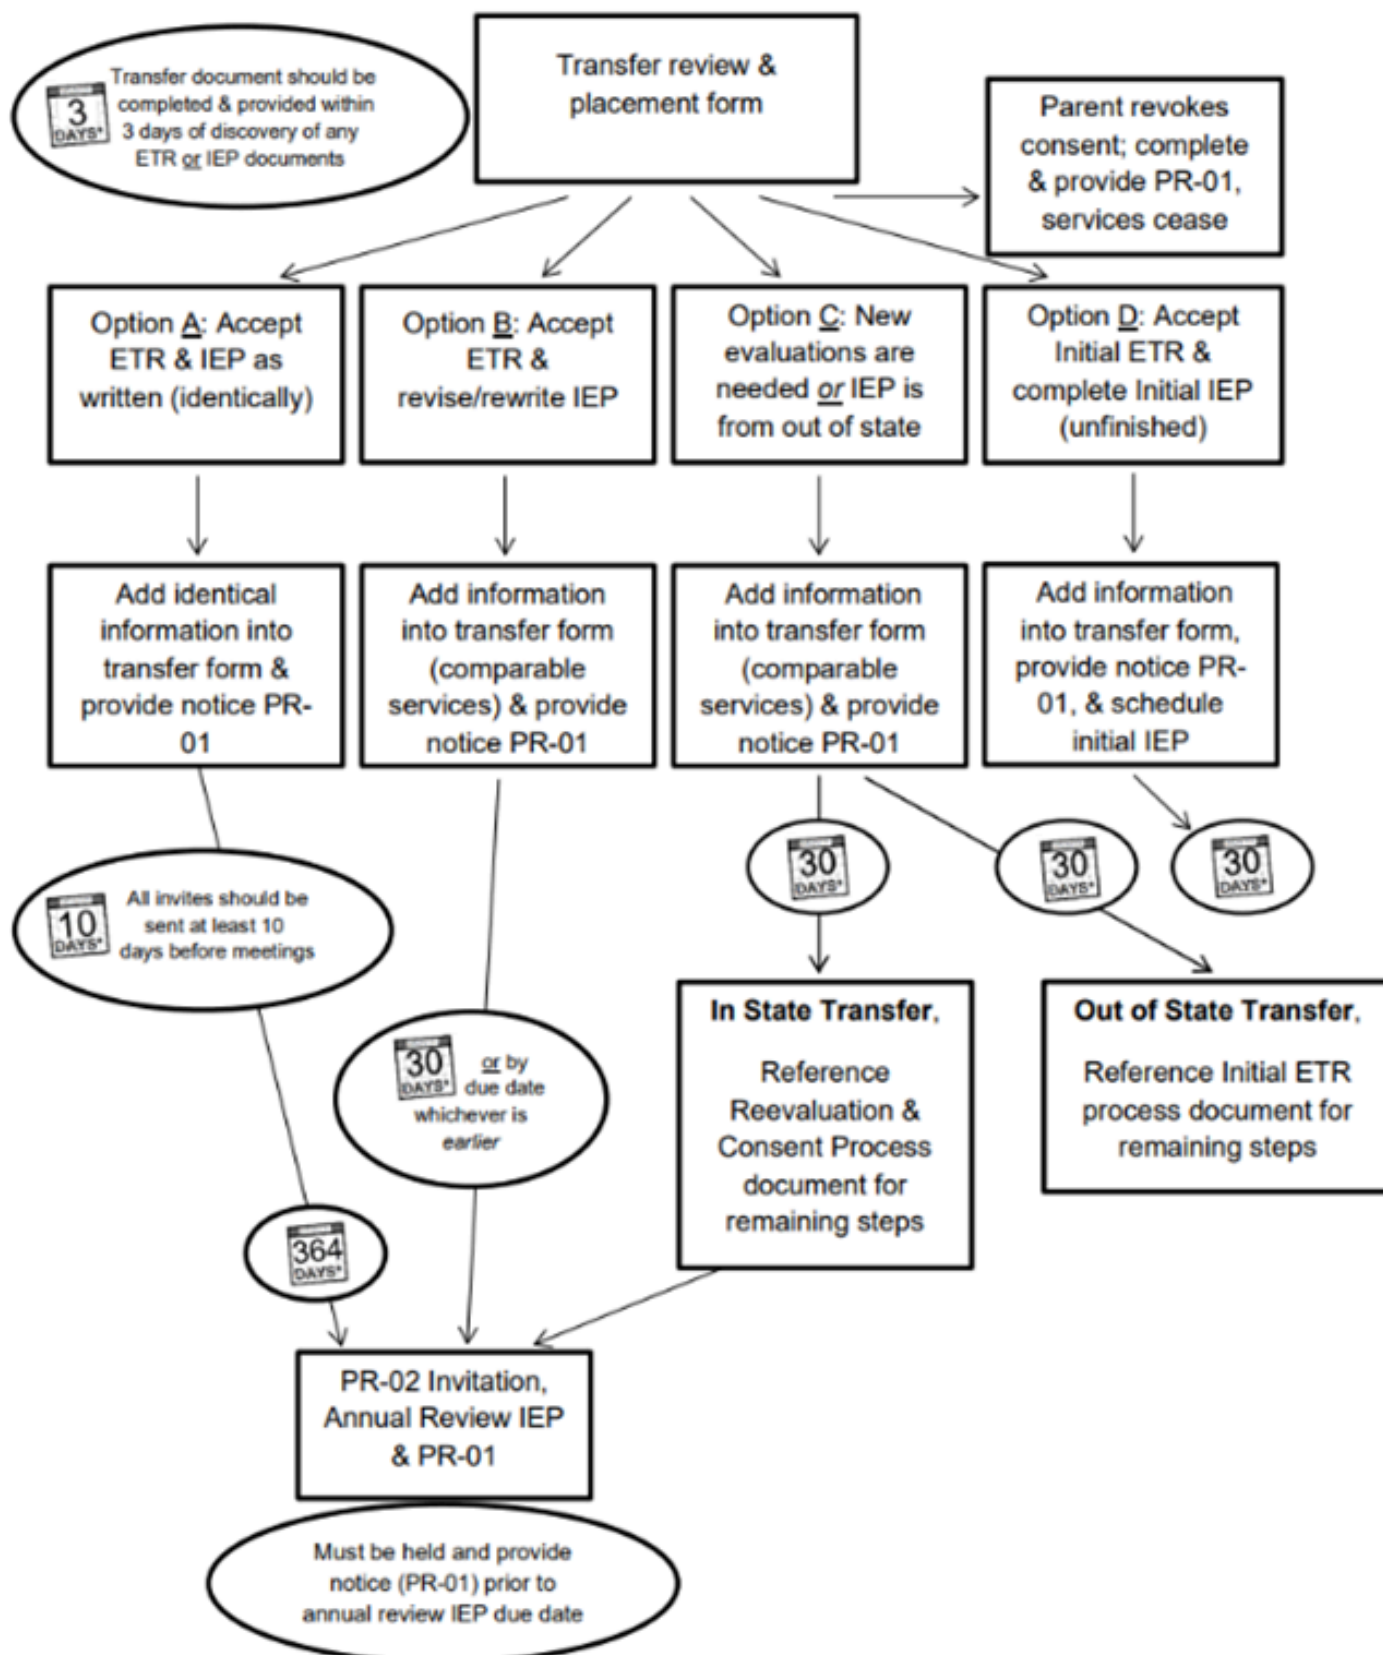 Transfer document should be
completed & provided within
3 days of discovery of any
ETR or IEP documents
3
DAYS*
Transfer review &
placement form
Parent revokes
consent; complete
& provide PR-01,
services cease
Option A: Accept
ETR & IEP as
written (identically)
Option B: Accept
ETR &
revise/rewrite IEP
Option C: New
evaluations are
needed or IEP is
from out of state
Option D: Accept
Initial ETR &
complete Initial IEP
(unfinished)
Add identical
information into
transfer form &
provide notice PR-
01
Add information
into transfer form
(comparable
services) & provide
notice PR-01
Add information
into transfer form
(comparable
services) & provide
notice PR-01
Add information
into transfer form,
provide notice PR-
01, & schedule
initial IEP
10
DAYS*
All invites should be
sent at least 10
days before meetings
30
DAYS*
30
DAYS*
30
DAYS*
30
DAYS*
or by
due date
whichever is
earlier
In State Transfer,
Reference
Reevaluation &
Consent Process
document for
remaining steps
Out of State Transfer,
Reference Initial ETR
process document for
remaining steps
364
DAYS*
PR-02 Invitation,
Annual Review IEP
& PR-01
Must be held and provide
notice (PR-01) prior to
annual review IEP due date